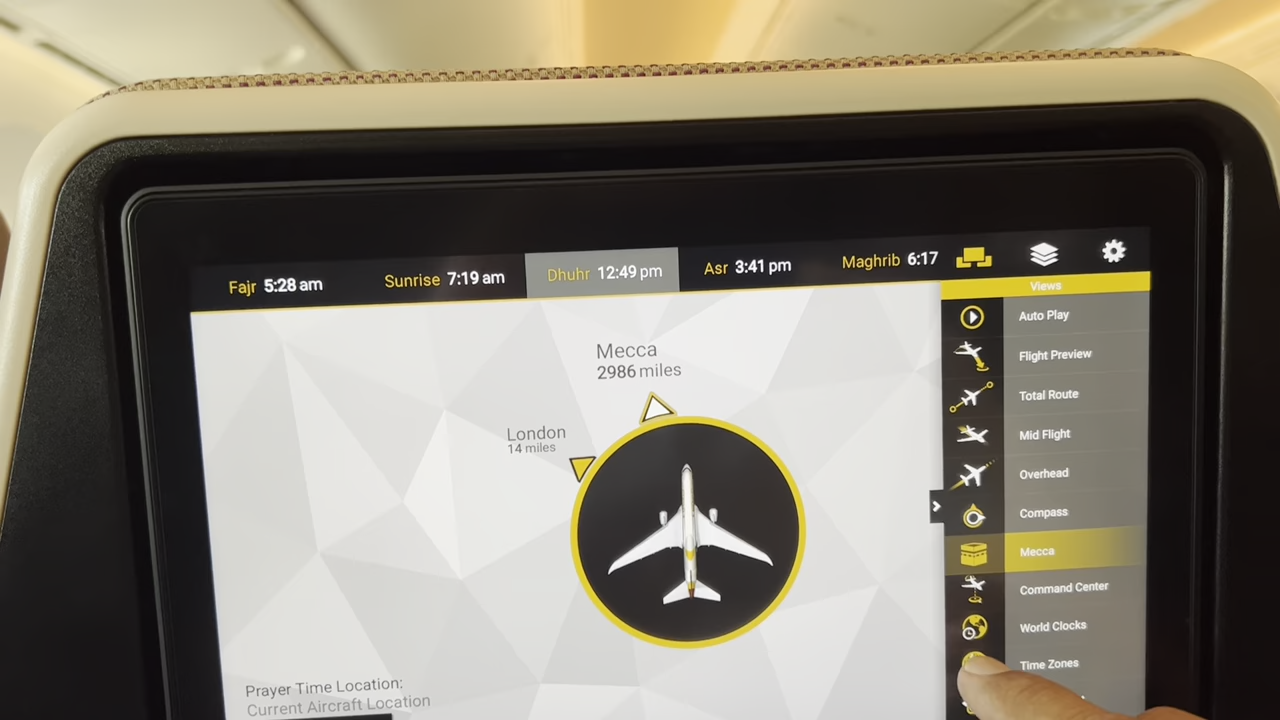 Fajr 5:28 am
Sunrise 7:19 am
Dhuhr 12:49 pm
Asr 3:41 pm
Maghrib 6:17
Views
Auto Play
Flight Preview
Total Route
Mid Flight
Overhead
Compass
Mecca
Command Center
World Clocks
Time Zones
Mecca
2986 miles
London
14 miles
Prayer Time Location:
Current Aircraft Location